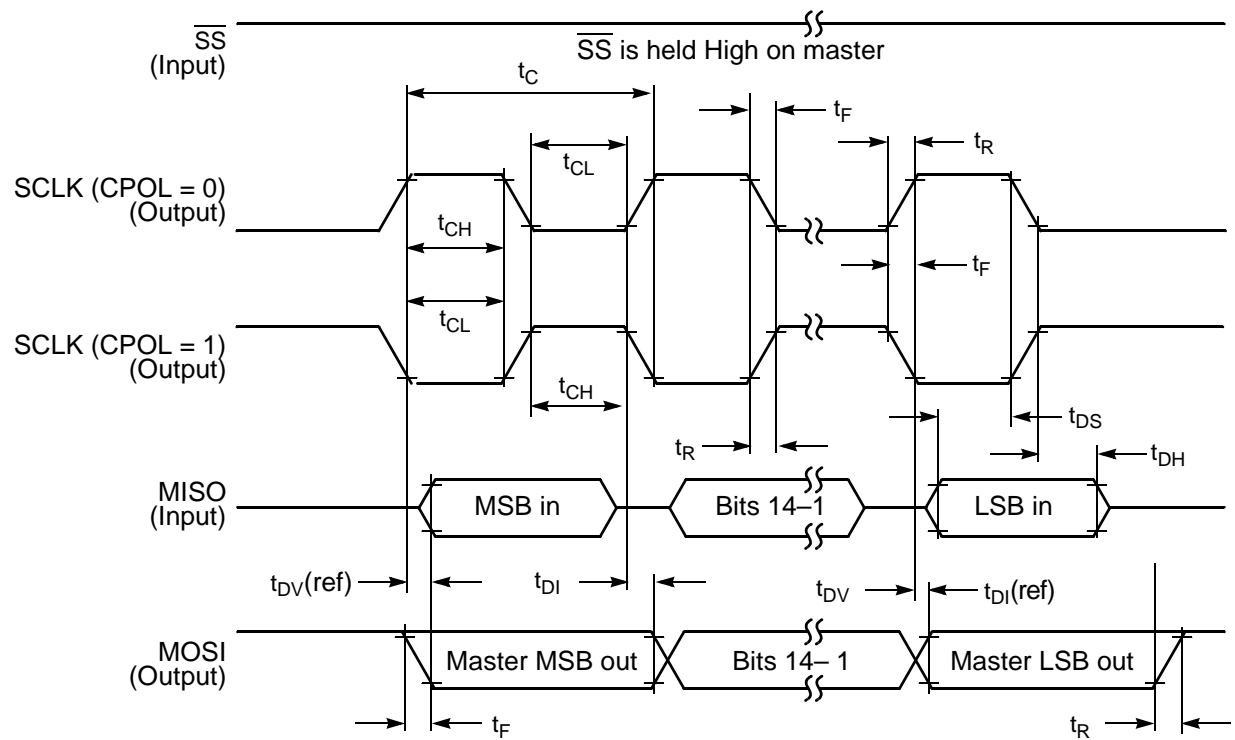 SS
(Input)
SS is held High on master
tC
tF
tR
tCL
SCLK (CPOL = 0)
(Output)
tCH
tF
tCL
SCLK (CPOL = 1)
(Output)
tCH
tDS
tR
tDH
MISO
(Input)
MSB in
Bits 14–1
LSB in
tDV(ref)
tDI
tDV
tDI(ref)
MOSI
(Output)
Master MSB out
Bits 14– 1
Master LSB out
tF
tR